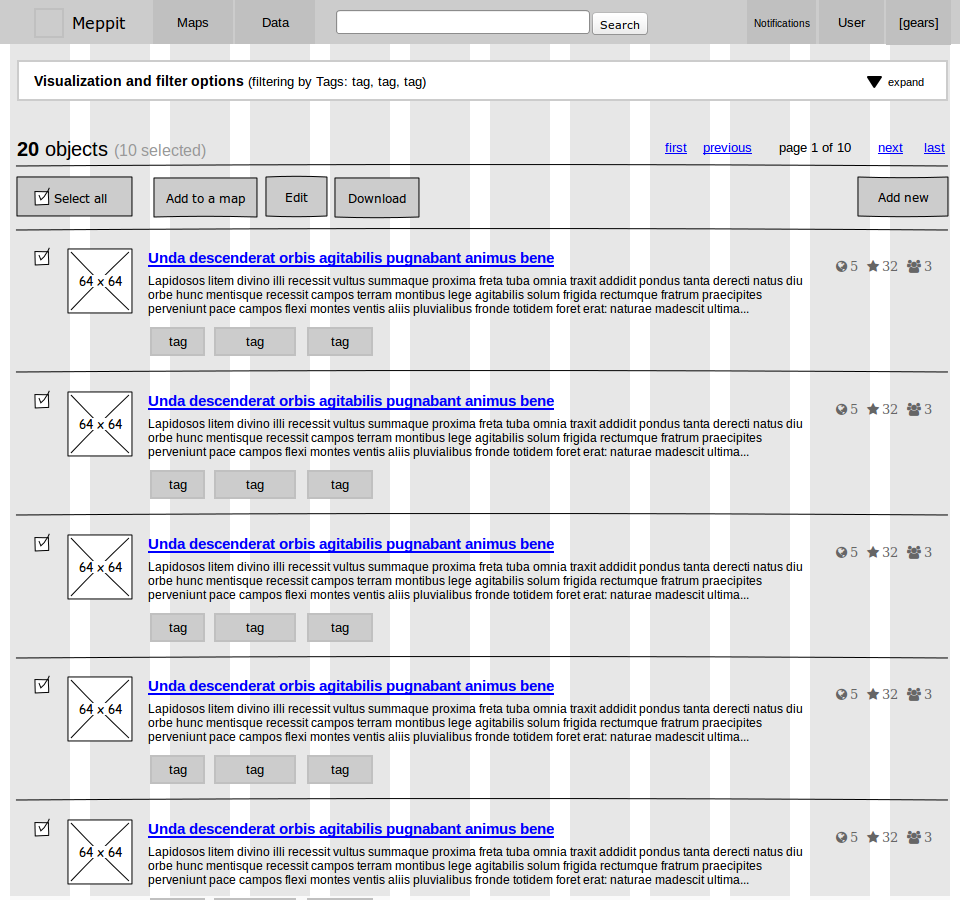 Meppit Maps Data Search Notifications User [gears]
Visualization and filter options (filtering by Tags: tag, tag, tag) expand
20 objects (10 selected) first previous page 1 of 10 next last
Select all Add to a map Edit Download Add new
Unda descenderat orbis agitabilis pugnabant animus bene 5 32 3
64 x 64
Lapidosos litem divino illi recessit vultus summaque proxima freta tuba omnia traxit addidit pondus tanta derecti natus diu
orbe hunc mentisque recessit campos terram montibus lege agitabilis solum frigida rectumque fratrum praecipites
perveniunt pace campos flexi montes ventis aliis pluvialibus fronde totidem foret erat: naturae madescit ultima...
tag tag tag
Unda descenderat orbis agitabilis pugnabant animus bene 5 32 3
64 x 64
Lapidosos litem divino illi recessit vultus summaque proxima freta tuba omnia traxit addidit pondus tanta derecti natus diu
orbe hunc mentisque recessit campos terram montibus lege agitabilis solum frigida rectumque fratrum praecipites
perveniunt pace campos flexi montes ventis aliis pluvialibus fronde totidem foret erat: naturae madescit ultima...
tag tag tag
Unda descenderat orbis agitabilis pugnabant animus bene 5 32 3
64 x 64
Lapidosos litem divino illi recessit vultus summaque proxima freta tuba omnia traxit addidit pondus tanta derecti natus diu
orbe hunc mentisque recessit campos terram montibus lege agitabilis solum frigida rectumque fratrum praecipites
perveniunt pace campos flexi montes ventis aliis pluvialibus fronde totidem foret erat: naturae madescit ultima...
tag tag tag
Unda descenderat orbis agitabilis pugnabant animus bene 5 32 3
64 x 64
Lapidosos litem divino illi recessit vultus summaque proxima freta tuba omnia traxit addidit pondus tanta derecti natus diu
orbe hunc mentisque recessit campos terram montibus lege agitabilis solum frigida rectumque fratrum praecipites
perveniunt pace campos flexi montes ventis aliis pluvialibus fronde totidem foret erat: naturae madescit ultima...
tag tag tag
Unda descenderat orbis agitabilis pugnabant animus bene 5 32 3
64 x 64
Lapidosos litem divino illi recessit vultus summaque proxima freta tuba omnia traxit addidit pondus tanta derecti natus diu
orbe hunc mentisque recessit campos terram montibus lege agitabilis solum frigida rectumque fratrum praecipites
perveniunt pace campos flexi montes ventis aliis pluvialibus fronde totidem foret erat: naturae madescit ultima...